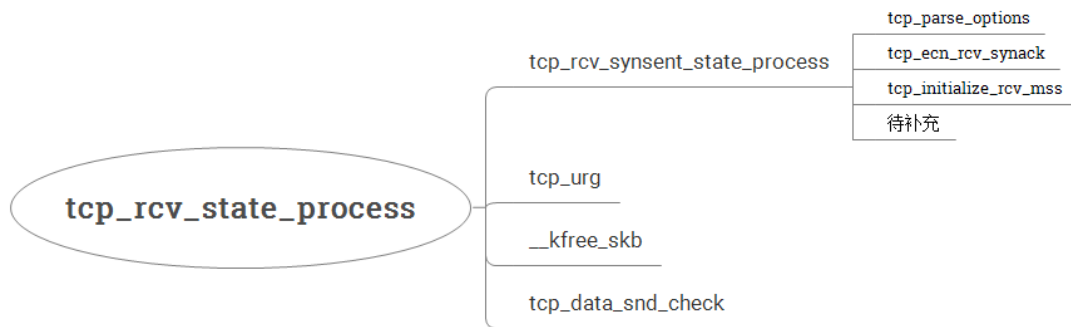 tcp_rcv_state_process
tcp_rcv_synsent_state_process
tcp_parse_options
tcp_ecn_rcv_synack
tcp_initialize_rcv_mss
待补充
tcp_urg
__kfree_skb
tcp_data_snd_check